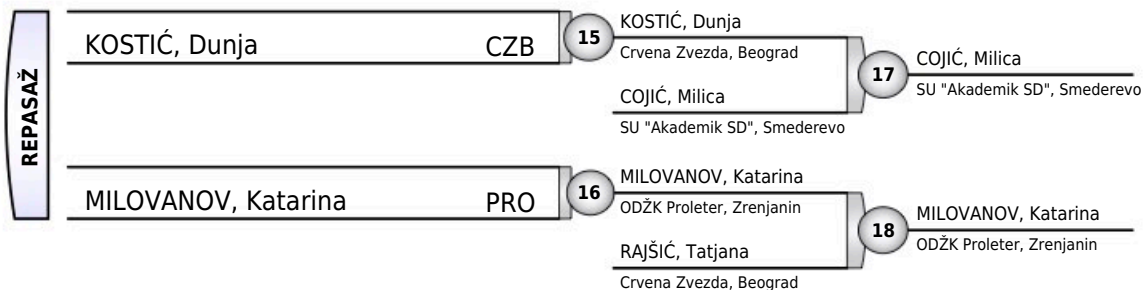 REPASAŽ
KOSTIĆ, Dunja CZB
15
KOSTIĆ, Dunja
Crvena Zvezda, Beograd
COJIĆ, Milica
SU "Akademik SD", Smederevo
17
COJIĆ, Milica
SU "Akademik SD", Smederevo
MILOVANOV, Katarina PRO
16
MILOVANOV, Katarina
ODŽK Proleter, Zrenjanin
RAJŠIĆ, Tatjana
Crvena Zvezda, Beograd
18
MILOVANOV, Katarina
ODŽK Proleter, Zrenjanin